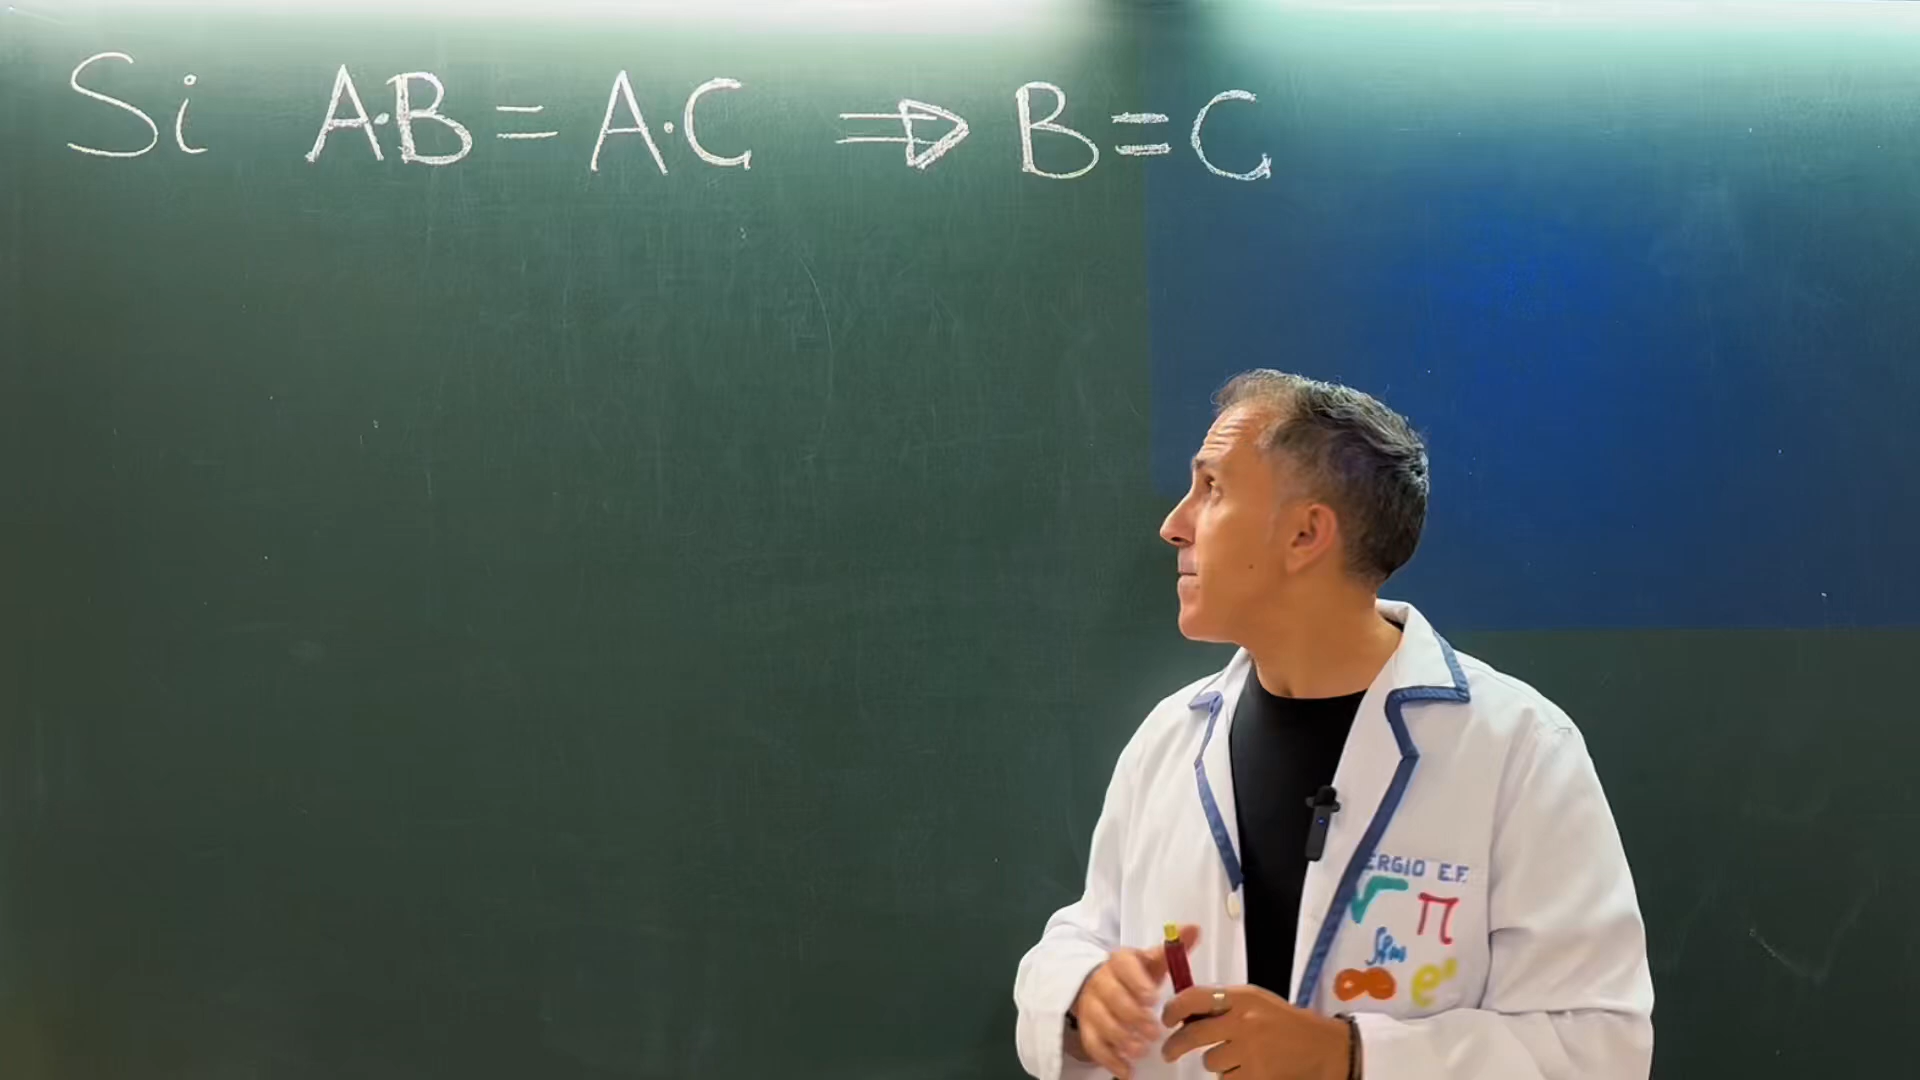 Si A·B = A·C ⇒ B = C
ERGIO E.F.
√ π
∞ e